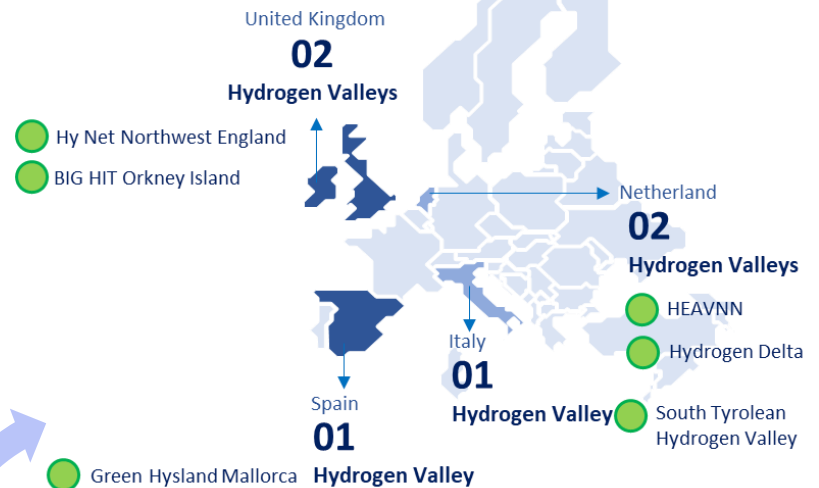 United Kingdom
02
Hydrogen Valleys
Hy Net Northwest England
BIG HIT Orkney Island
Netherland
02
Hydrogen Valleys
HEAVNN
Hydrogen Delta
Italy
01
Hydrogen Valley
South Tyrolean
Hydrogen Valley
Spain
01
Hydrogen Valley
Green Hysland Mallorca